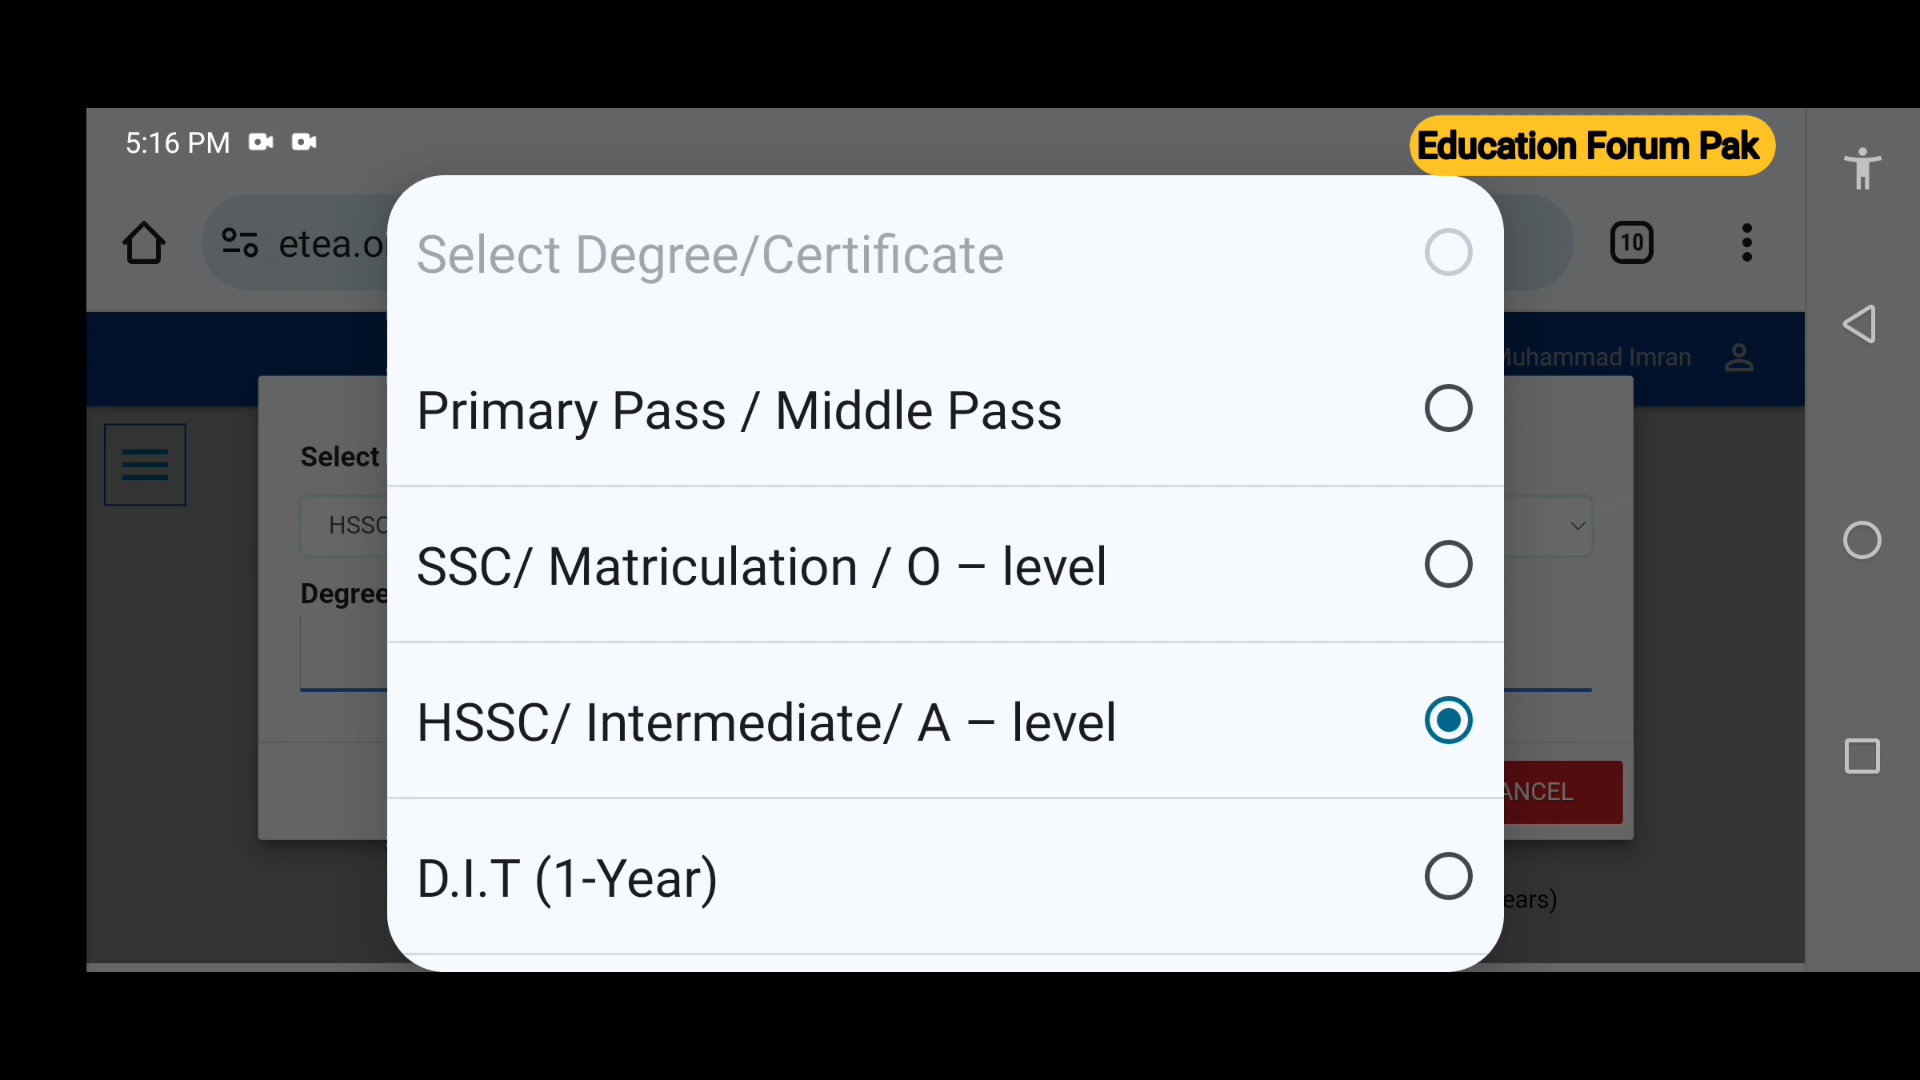 5:16 PM
Education Forum Pak
etea.o
10
Select Degree/Certificate
Muhammad Imran
Primary Pass / Middle Pass
Select
HSSC
SSC/ Matriculation / O – level
Degree
HSSC/ Intermediate/ A – level
ANCEL
D.I.T (1-Year)
ears)